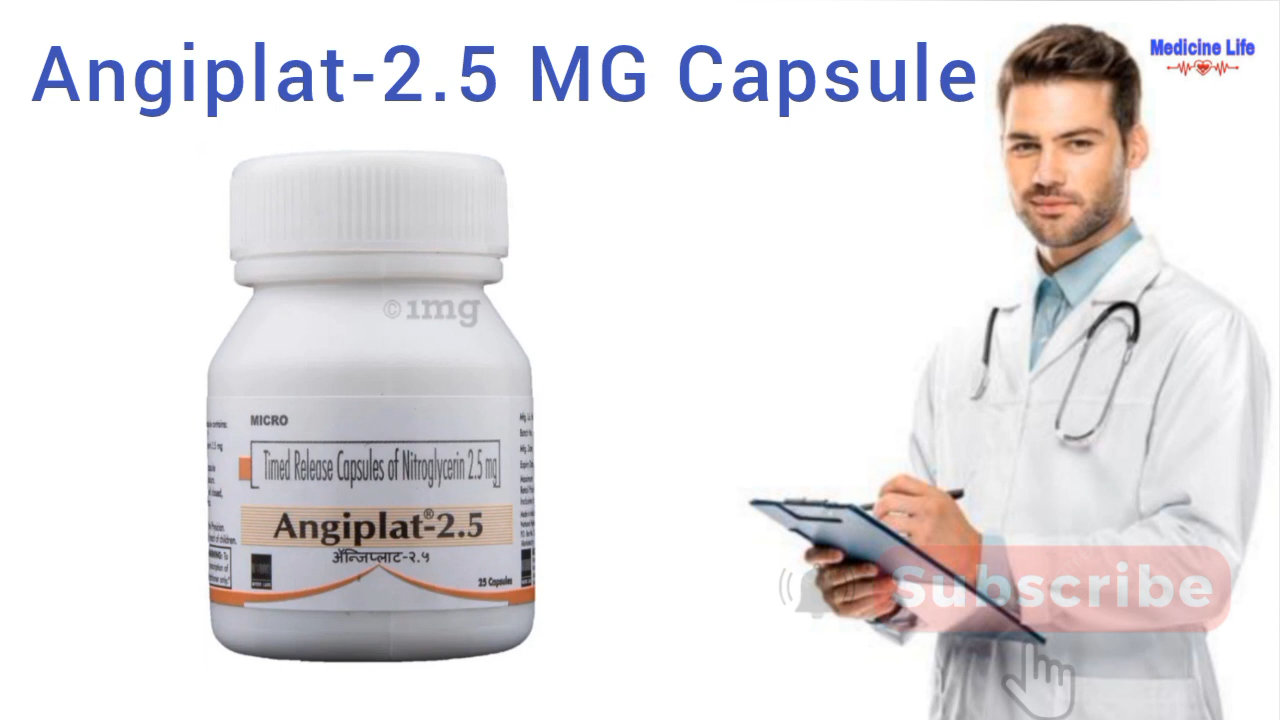 Angiplat-2.5 MG Capsule
Medicine Life
©1mg
MICRO
Timed Release Capsules of Nitroglycerin 2.5 mg
Angiplat®-2.5
ॲन्जिप्लाट-२.५
25 Capsules
Subscribe